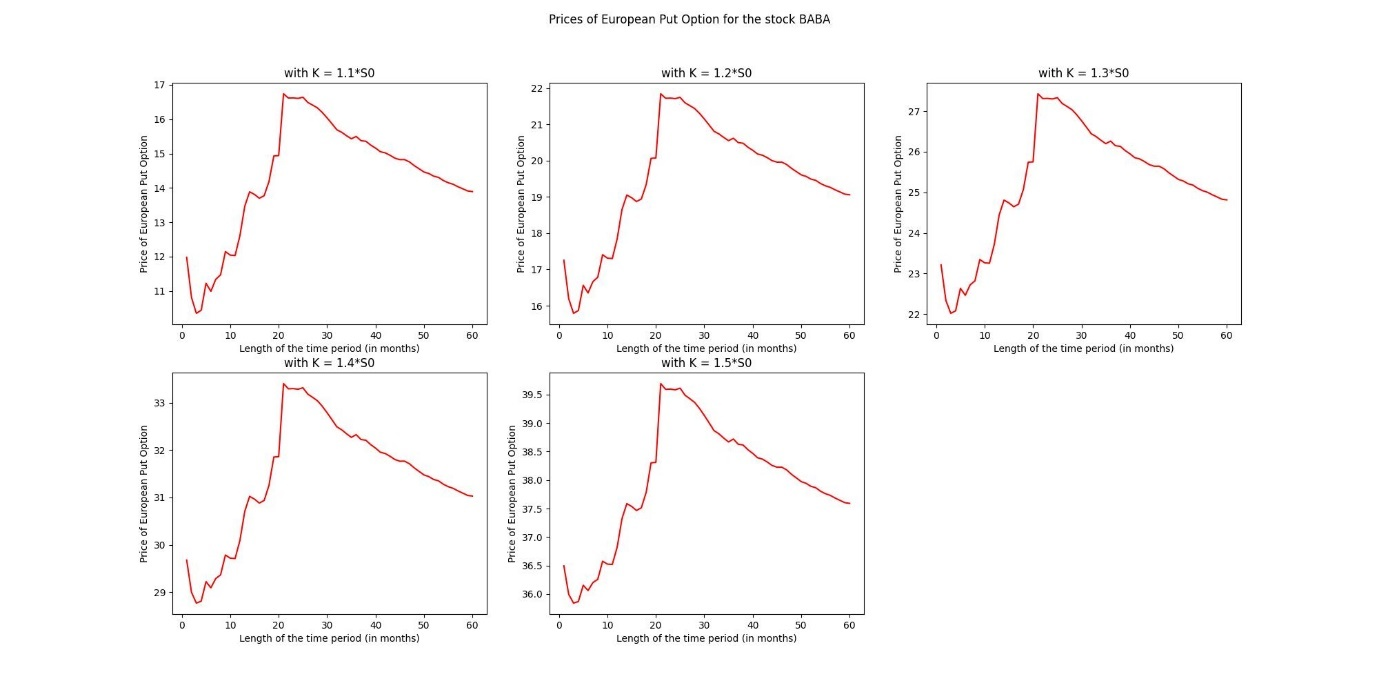 Prices of European Put Option for the stock BABA
with K = 1.1*S0
17
16
15
14
13
12
11
Price of European Put Option
0 10 20 30 40 50 60
Length of the time period (in months)
with K = 1.2*S0
22
21
20
19
18
17
16
Price of European Put Option
0 10 20 30 40 50 60
Length of the time period (in months)
with K = 1.3*S0
27
26
25
24
23
22
Price of European Put Option
0 10 20 30 40 50 60
Length of the time period (in months)
with K = 1.4*S0
33
32
31
30
29
Price of European Put Option
0 10 20 30 40 50 60
Length of the time period (in months)
with K = 1.5*S0
39.5
39.0
38.5
38.0
37.5
37.0
36.5
36.0
Price of European Put Option
0 10 20 30 40 50 60
Length of the time period (in months)